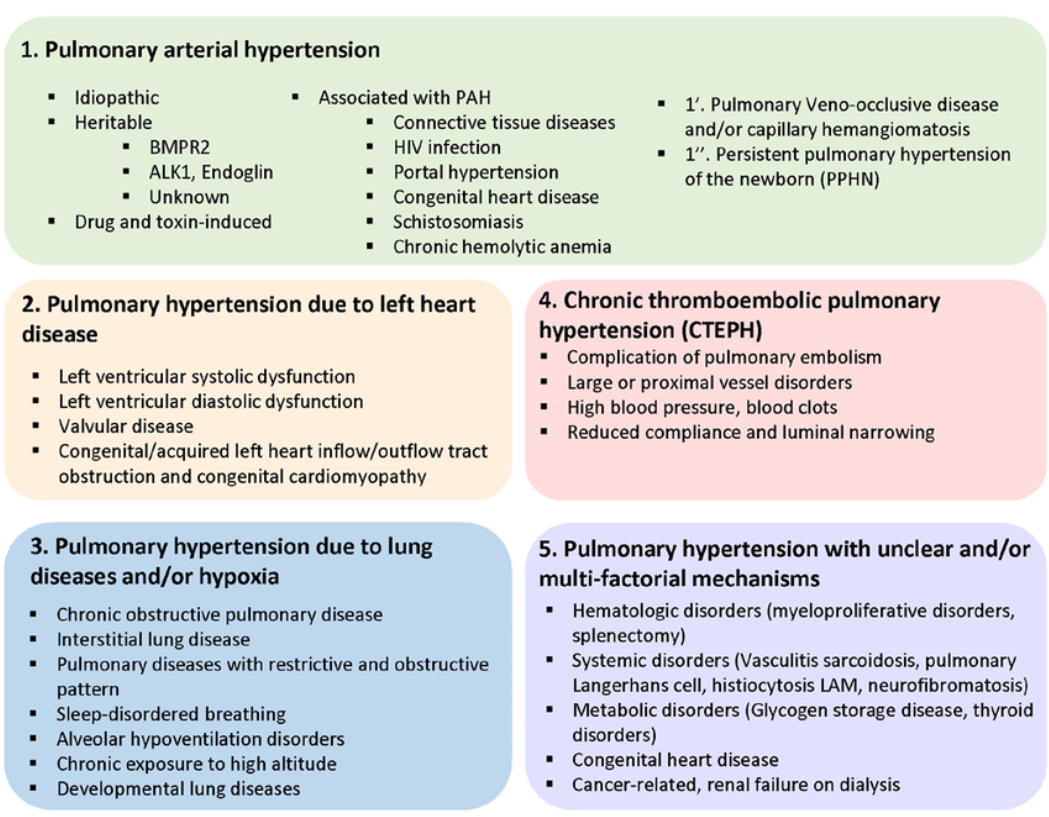 1. Pulmonary arterial hypertension
▪ Idiopathic
▪ Heritable
▪ BMPR2
▪ ALK1, Endoglin
▪ Unknown
▪ Drug and toxin-induced
▪ Associated with PAH
▪ Connective tissue diseases
▪ HIV infection
▪ Portal hypertension
▪ Congenital heart disease
▪ Schistosomiasis
▪ Chronic hemolytic anemia
▪ 1′. Pulmonary Veno-occlusive disease
and/or capillary hemangiomatosis
▪ 1′′. Persistent pulmonary hypertension
of the newborn (PPHN)
2. Pulmonary hypertension due to left heart
disease
▪ Left ventricular systolic dysfunction
▪ Left ventricular diastolic dysfunction
▪ Valvular disease
▪ Congenital/acquired left heart inflow/outflow tract
obstruction and congenital cardiomyopathy
4. Chronic thromboembolic pulmonary
hypertension (CTEPH)
▪ Complication of pulmonary embolism
▪ Large or proximal vessel disorders
▪ High blood pressure, blood clots
▪ Reduced compliance and luminal narrowing
3. Pulmonary hypertension due to lung
diseases and/or hypoxia
▪ Chronic obstructive pulmonary disease
▪ Interstitial lung disease
▪ Pulmonary diseases with restrictive and obstructive
pattern
▪ Sleep-disordered breathing
▪ Alveolar hypoventilation disorders
▪ Chronic exposure to high altitude
▪ Developmental lung diseases
5. Pulmonary hypertension with unclear and/or
multi-factorial mechanisms
▪ Hematologic disorders (myeloproliferative disorders,
splenectomy)
▪ Systemic disorders (Vasculitis sarcoidosis, pulmonary
Langerhans cell, histiocytosis LAM, neurofibromatosis)
▪ Metabolic disorders (Glycogen storage disease, thyroid
disorders)
▪ Congenital heart disease
▪ Cancer-related, renal failure on dialysis